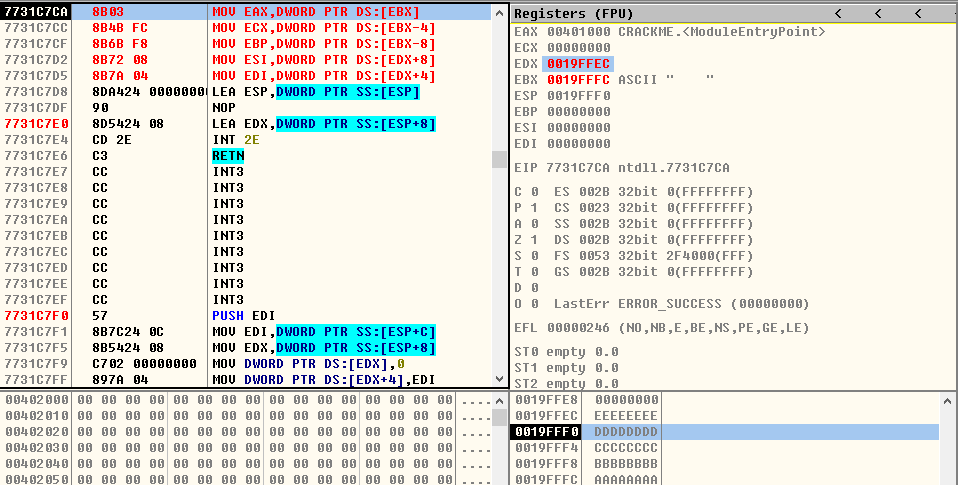 7731C7CA 8B03 MOV EAX,DWORD PTR DS:[EBX]
7731C7CC 8B4B FC MOV ECX,DWORD PTR DS:[EBX-4]
7731C7CF 8B6B F8 MOV EBP,DWORD PTR DS:[EBX-8]
7731C7D2 8B72 08 MOV ESI,DWORD PTR DS:[EDX+8]
7731C7D5 8B7A 04 MOV EDI,DWORD PTR DS:[EDX+4]
7731C7D8 8DA424 0000000 LEA ESP,DWORD PTR SS:[ESP]
7731C7DF 90 NOP
7731C7E0 8D5424 08 LEA EDX,DWORD PTR SS:[ESP+8]
7731C7E4 CD 2E INT 2E
7731C7E6 C3 RETN
7731C7E7 CC INT3
7731C7E8 CC INT3
7731C7E9 CC INT3
7731C7EA CC INT3
7731C7EB CC INT3
7731C7EC CC INT3
7731C7ED CC INT3
7731C7EE CC INT3
7731C7EF CC INT3
7731C7F0 57 PUSH EDI
7731C7F1 8B7C24 0C MOV EDI,DWORD PTR SS:[ESP+C]
7731C7F5 8B5424 08 MOV EDX,DWORD PTR SS:[ESP+8]
7731C7F9 C702 00000000 MOV DWORD PTR DS:[EDX],0
7731C7FF 897A 04 MOV DWORD PTR DS:[EDX+4],EDI
Registers (FPU) < < <
EAX 00401000 CRACKME.<ModuleEntryPoint>
ECX 00000000
EDX 0019FFEC
EBX 0019FFFC ASCII "    "
ESP 0019FFF0
EBP 00000000
ESI 00000000
EDI 00000000
EIP 7731C7CA ntdll.7731C7CA
C 0 ES 002B 32bit 0(FFFFFFFF)
P 1 CS 0023 32bit 0(FFFFFFFF)
A 0 SS 002B 32bit 0(FFFFFFFF)
Z 1 DS 002B 32bit 0(FFFFFFFF)
S 0 FS 0053 32bit 2F4000(FFF)
T 0 GS 002B 32bit 0(FFFFFFFF)
D 0
O 0 LastErr ERROR_SUCCESS (00000000)
EFL 00000246 (NO,NB,E,BE,NS,PE,GE,LE)
ST0 empty 0.0
ST1 empty 0.0
ST2 empty 0.0
00402000 00 00 00 00 00 00 00 00 00 00 00 00 00 00 00 00 ....
00402010 00 00 00 00 00 00 00 00 00 00 00 00 00 00 00 00 ....
00402020 00 00 00 00 00 00 00 00 00 00 00 00 00 00 00 00 ....
00402030 00 00 00 00 00 00 00 00 00 00 00 00 00 00 00 00 ....
00402040 00 00 00 00 00 00 00 00 00 00 00 00 00 00 00 00 ....
00402050 00 00 00 00 00 00 00 00 00 00 00 00 00 00 00 00 ....
0019FFE8 00000000
0019FFEC EEEEEEEE
0019FFF0 DDDDDDDD
0019FFF4 CCCCCCCC
0019FFF8 BBBBBBBB
0019FFFC AAAAAAAA